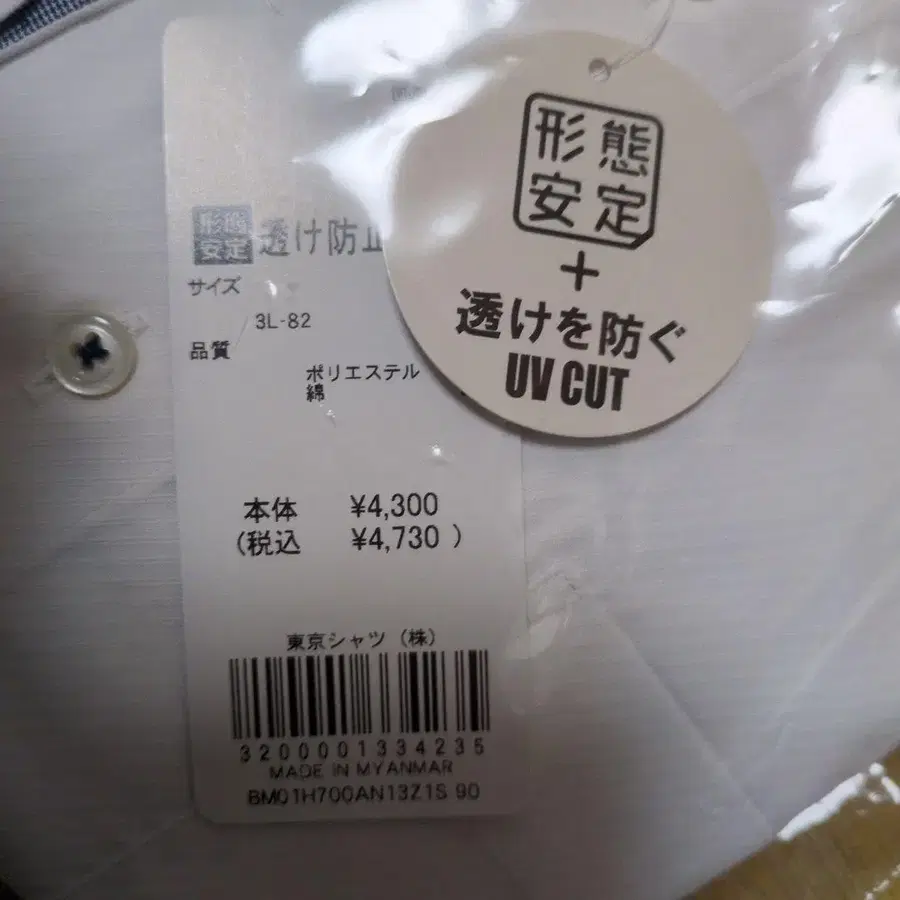 形態
安定
透け防止
サイズ
3L-82
品質
ポリエステル
綿
本体 ¥4,300
(税込 ¥4,730 )
東京シャツ (株)
3200001334235
MADE IN MYANMAR
BM01H700AN13Z1S 90
形態
安定
+
透けを防ぐ
UV CUT